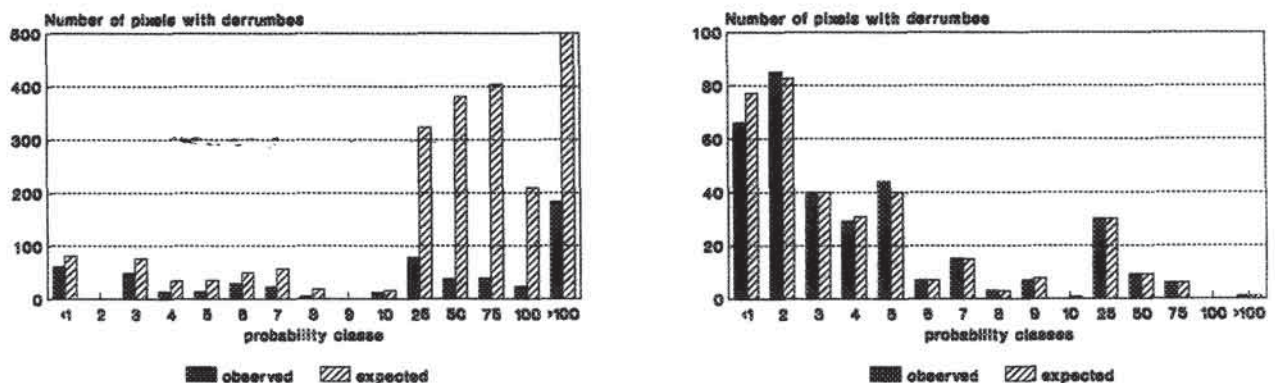 Number of pixels with derrumbes
500
400
300
200
100
0
<1 2 3 4 5 6 7 8 9 10 25 50 75 100 >100
probability classes
observed expected
Number of pixels with derrumbes
100
80
60
40
20
0
<1 2 3 4 5 6 7 8 9 10 25 50 75 100 >100
probability classes
observed expected